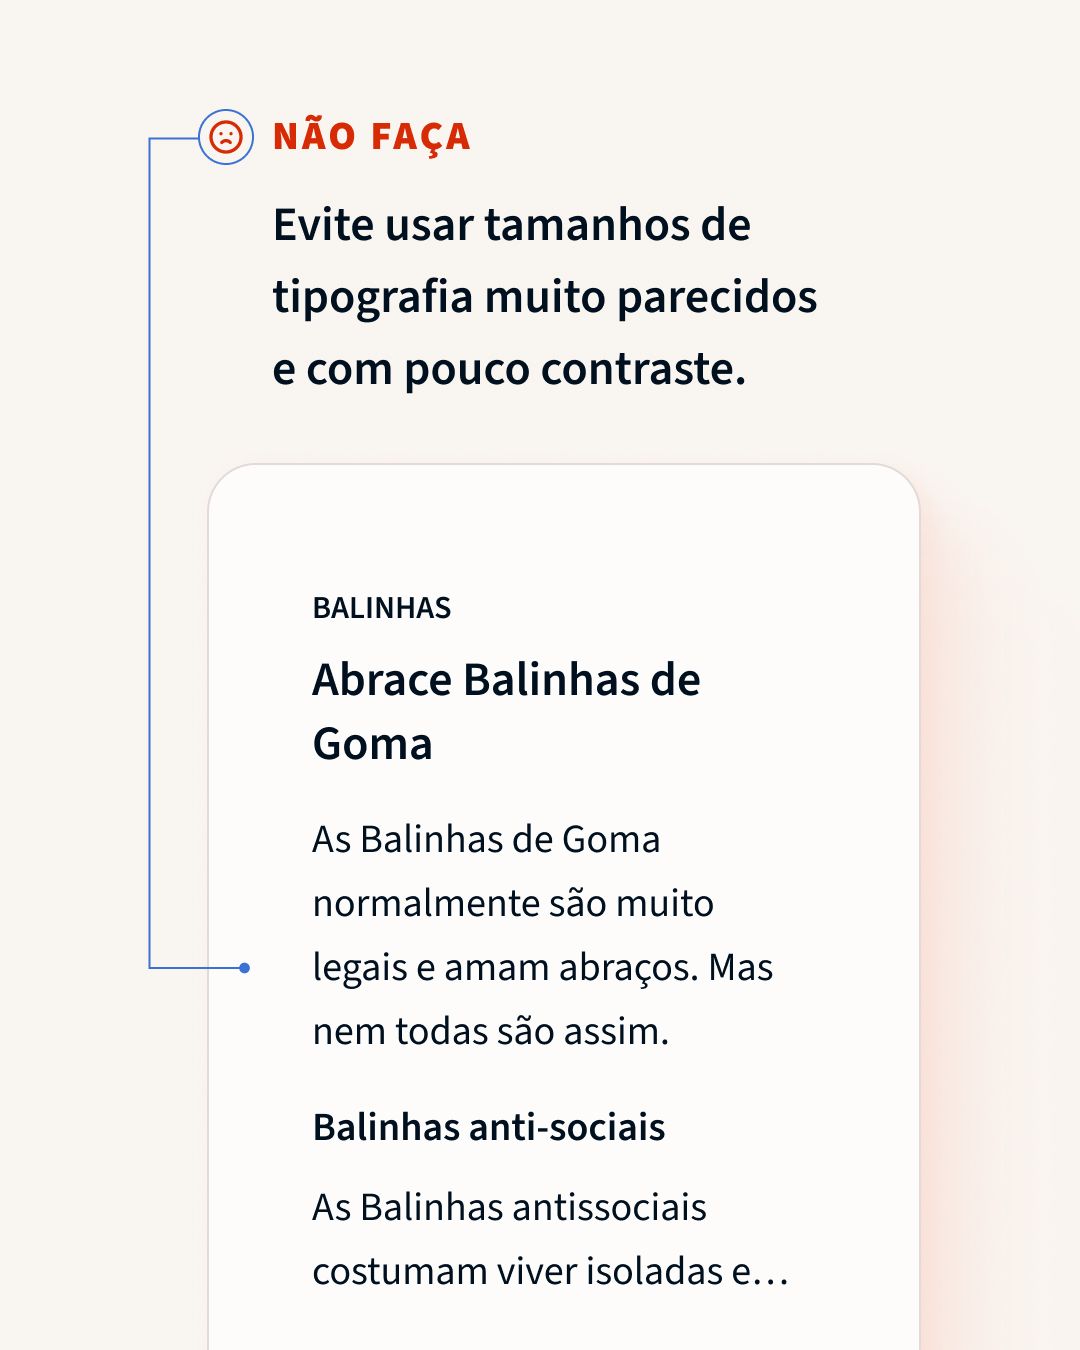 NÃO FAÇA
Evite usar tamanhos de
tipografia muito parecidos
e com pouco contraste.
BALINHAS
Abrace Balinhas de
Goma
As Balinhas de Goma
normalmente são muito
legais e amam abraços. Mas
nem todas são assim.
Balinhas anti-sociais
As Balinhas antissociais
costumam viver isoladas e…